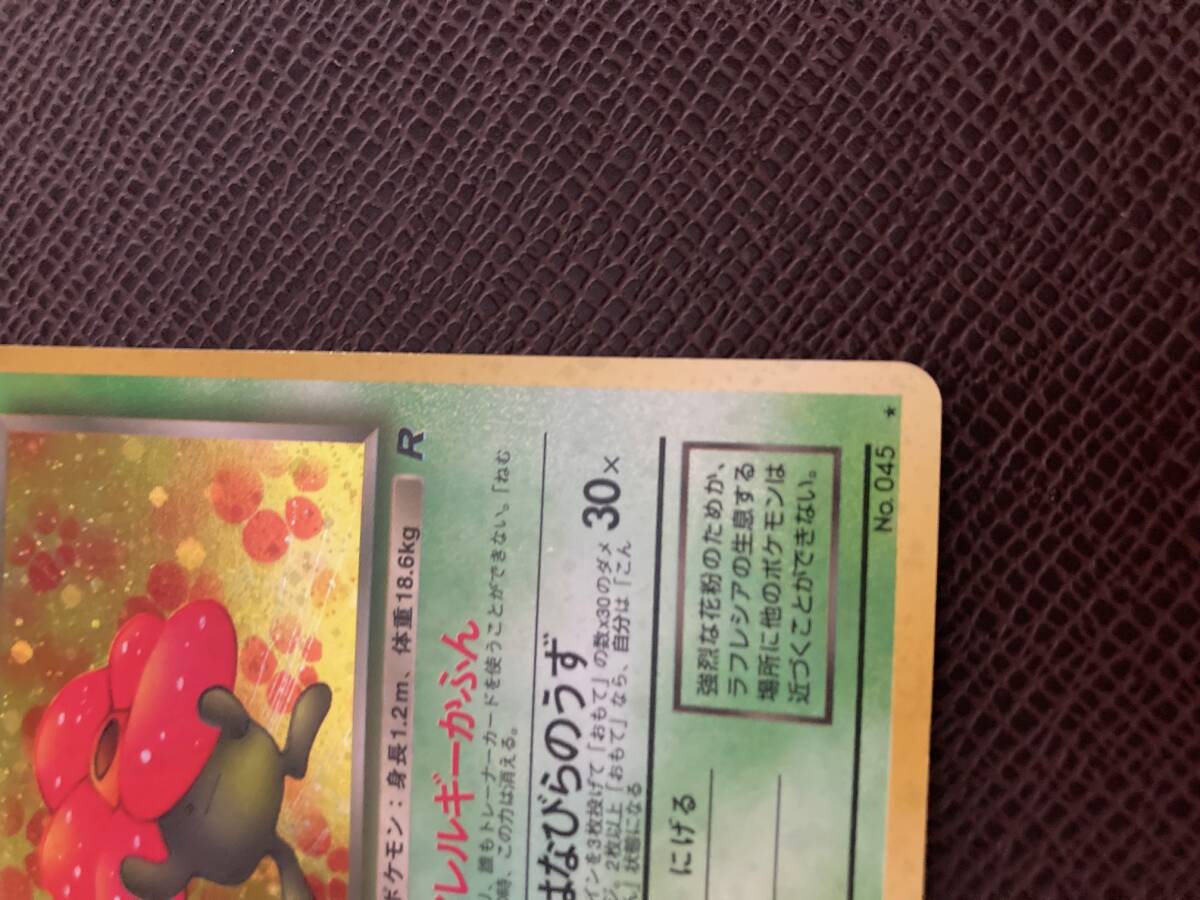 R
ポケモン：身長1.2m、体重18.6kg
アレルギーかふん
り、誰もトレーナーカードを使うことができない。「ねむ
の時、この力は消える。
はなびらのうず 30×
インを3枚投げて「おもて」の数x30のダメ
ジ。2枚以上「おもて」なら、自分は「こん
ん」状態になる
にげる
強烈な花粉のためか、
ラフレシアの生息する
場所に他のポケモンは
近づくことができない。
No. 045 ★